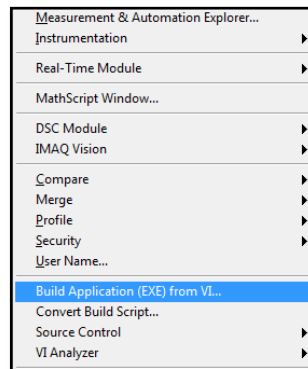 Measurement & Automation Explorer...
Instrumentation
Real-Time Module
MathScript Window...
DSC Module
IMAQ Vision
Compare
Merge
Profile
Security
User Name...
Build Application (EXE) from VI...
Convert Build Script...
Source Control
VI Analyzer